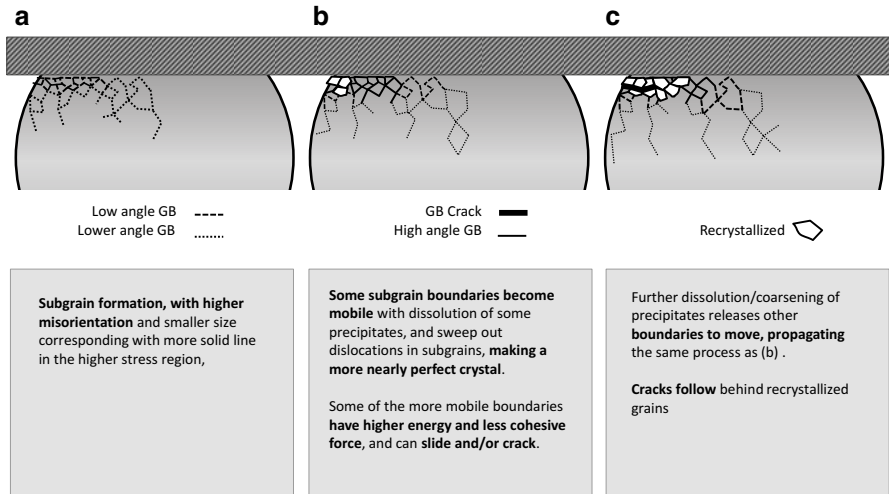 a
b
c
Low angle GB
Lower angle GB
GB Crack
High angle GB
Recrystallized
Subgrain formation, with higher
misorientation and smaller size
corresponding with more solid line
in the higher stress region,
Some subgrain boundaries become
mobile with dissolution of some
precipitates, and sweep out
dislocations in subgrains, making a
more nearly perfect crystal.
Some of the more mobile boundaries
have higher energy and less cohesive
force, and can slide and/or crack.
Further dissolution/coarsening of
precipitates releases other
boundaries to move, propagating
the same process as (b) .
Cracks follow behind recrystallized
grains